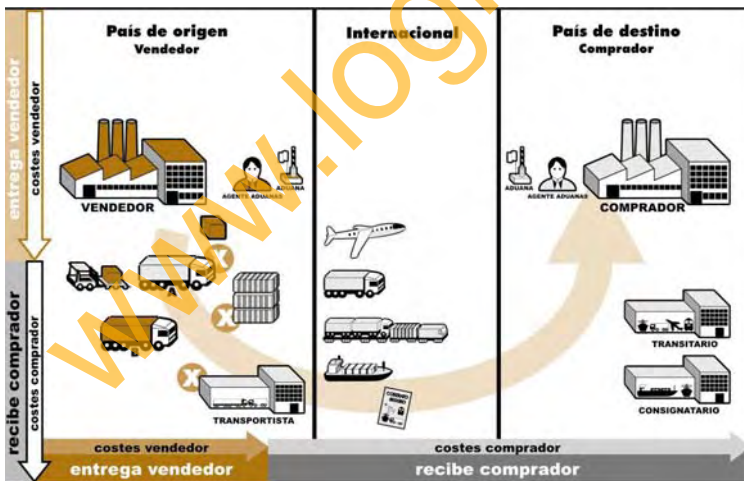 País de origen
Vendedor
Internacional
País de destino
Comprador
entrega vendedor
costes vendedor
VENDEDOR
AGENTE ADUANAS
ADUANA
ADUANA
AGENTE ADUANAS
COMPRADOR
X
A
X
B
X
TRANSPORTISTA
TRANSITARIO
CONSIGNATARIO
recibe comprador
costes comprador
costes vendedor
costes comprador
entrega vendedor
recibe comprador
www.logi